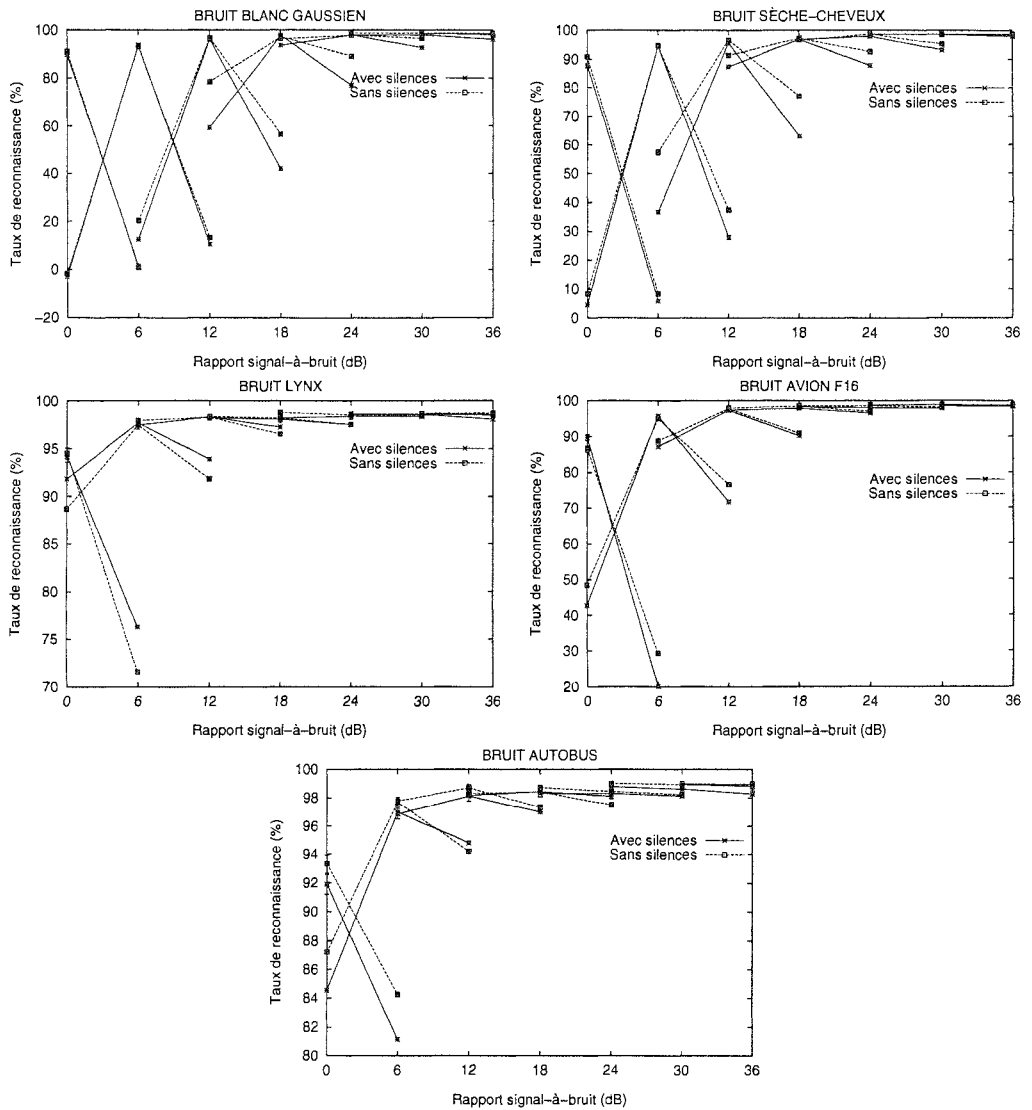 BRUIT BLANC GAUSSIEN
100
80
60
40
20
0
−20
Taux de reconnaissance (%)
Avec silences
Sans silences
0 6 12 18 24 30 36
Rapport signal−à−bruit (dB)
BRUIT SÈCHE−CHEVEUX
100
90
80
70
60
50
40
30
20
10
0
Taux de reconnaissance (%)
Avec silences
Sans silences
0 6 12 18 24 30 36
Rapport signal−à−bruit (dB)
BRUIT LYNX
100
95
90
85
80
75
70
Taux de reconnaissance (%)
Avec silences
Sans silences
0 6 12 18 24 30 36
Rapport signal−à−bruit (dB)
BRUIT AVION F16
100
90
80
70
60
50
40
30
20
Taux de reconnaissance (%)
Avec silences
Sans silences
0 6 12 18 24 30 36
Rapport signal−à−bruit (dB)
BRUIT AUTOBUS
100
98
96
94
92
90
88
86
84
82
80
Taux de reconnaissance (%)
Avec silences
Sans silences
0 6 12 18 24 30 36
Rapport signal−à−bruit (dB)